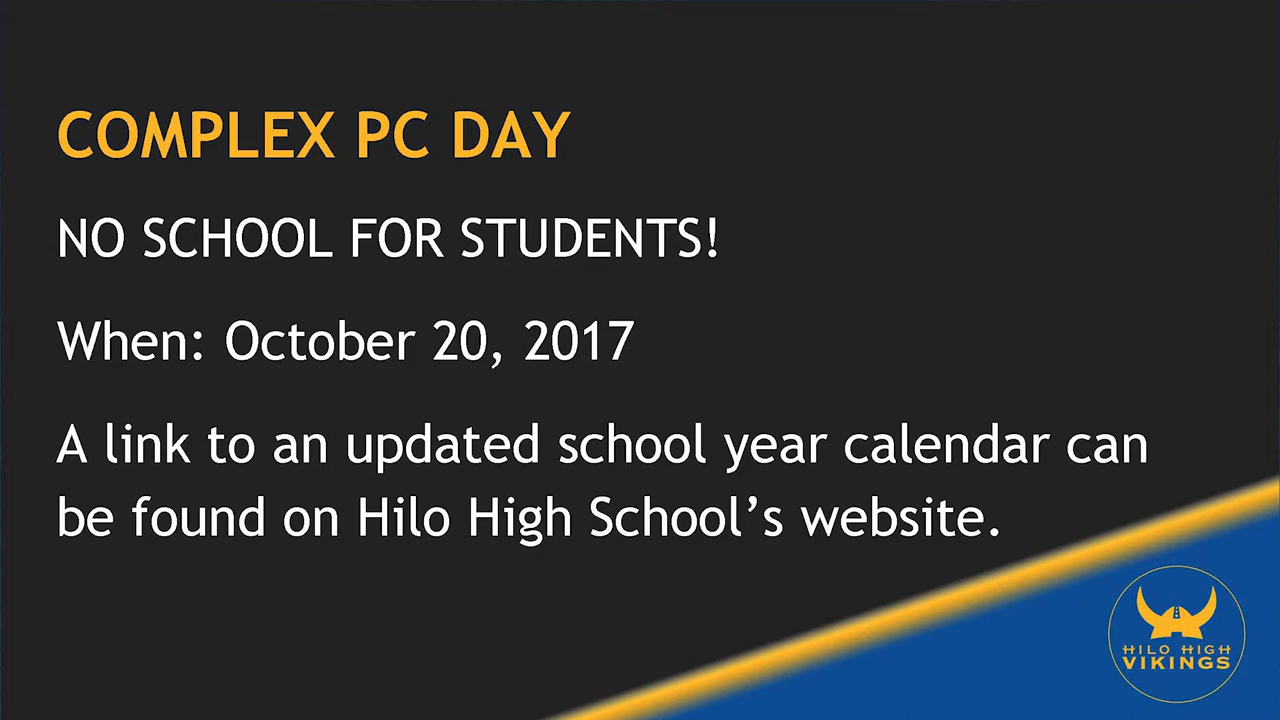 COMPLEX PC DAY
NO SCHOOL FOR STUDENTS!
When: October 20, 2017
A link to an updated school year calendar can
be found on Hilo High School’s website.
HILO HIGH
VIKINGS